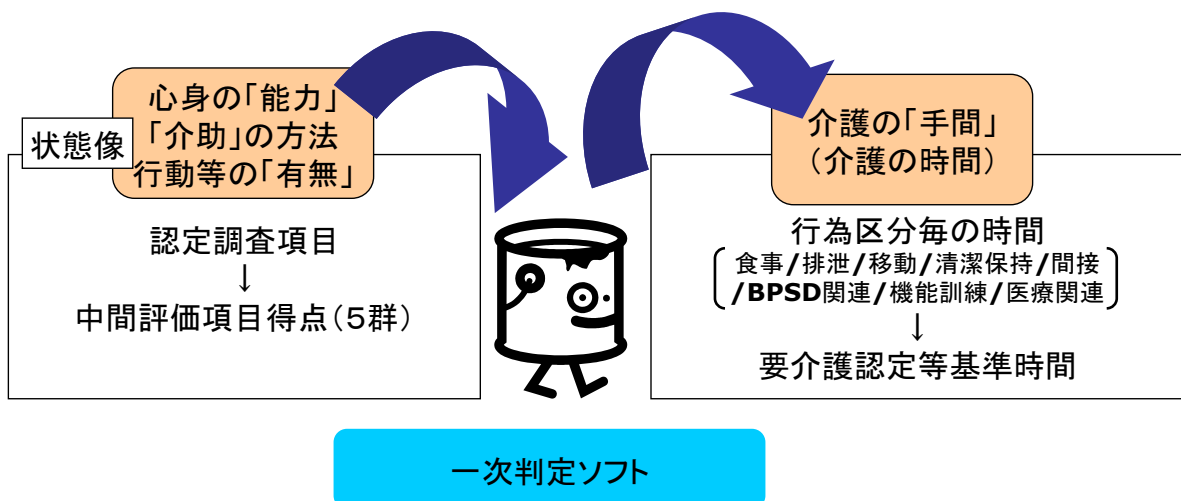 状態像
心身の「能力」
「介助」の方法
行動等の「有無」
認定調査項目
↓
中間評価項目得点(5群)
介護の「手間」
(介護の時間)
行為区分毎の時間
食事/排泄/移動/清潔保持/間接
/BPSD関連/機能訓練/医療関連
↓
要介護認定等基準時間
一次判定ソフト